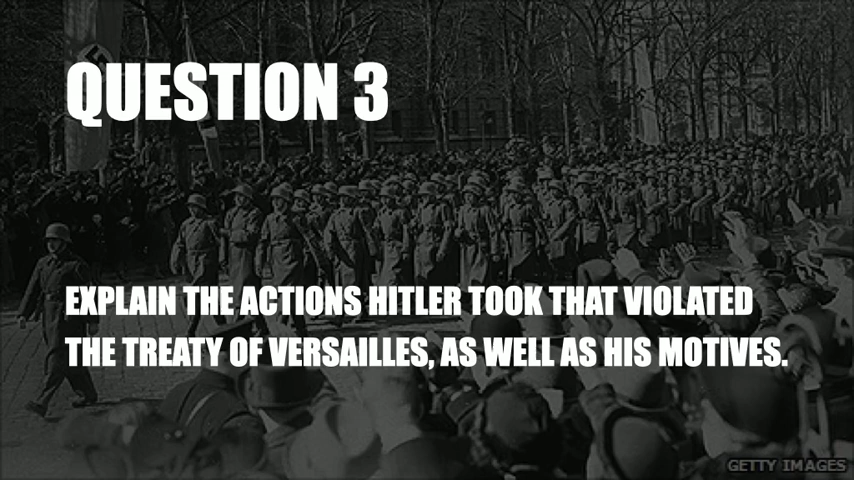 QUESTION 3
EXPLAIN THE ACTIONS HITLER TOOK THAT VIOLATED
THE TREATY OF VERSAILLES, AS WELL AS HIS MOTIVES.
GETTY IMAGES